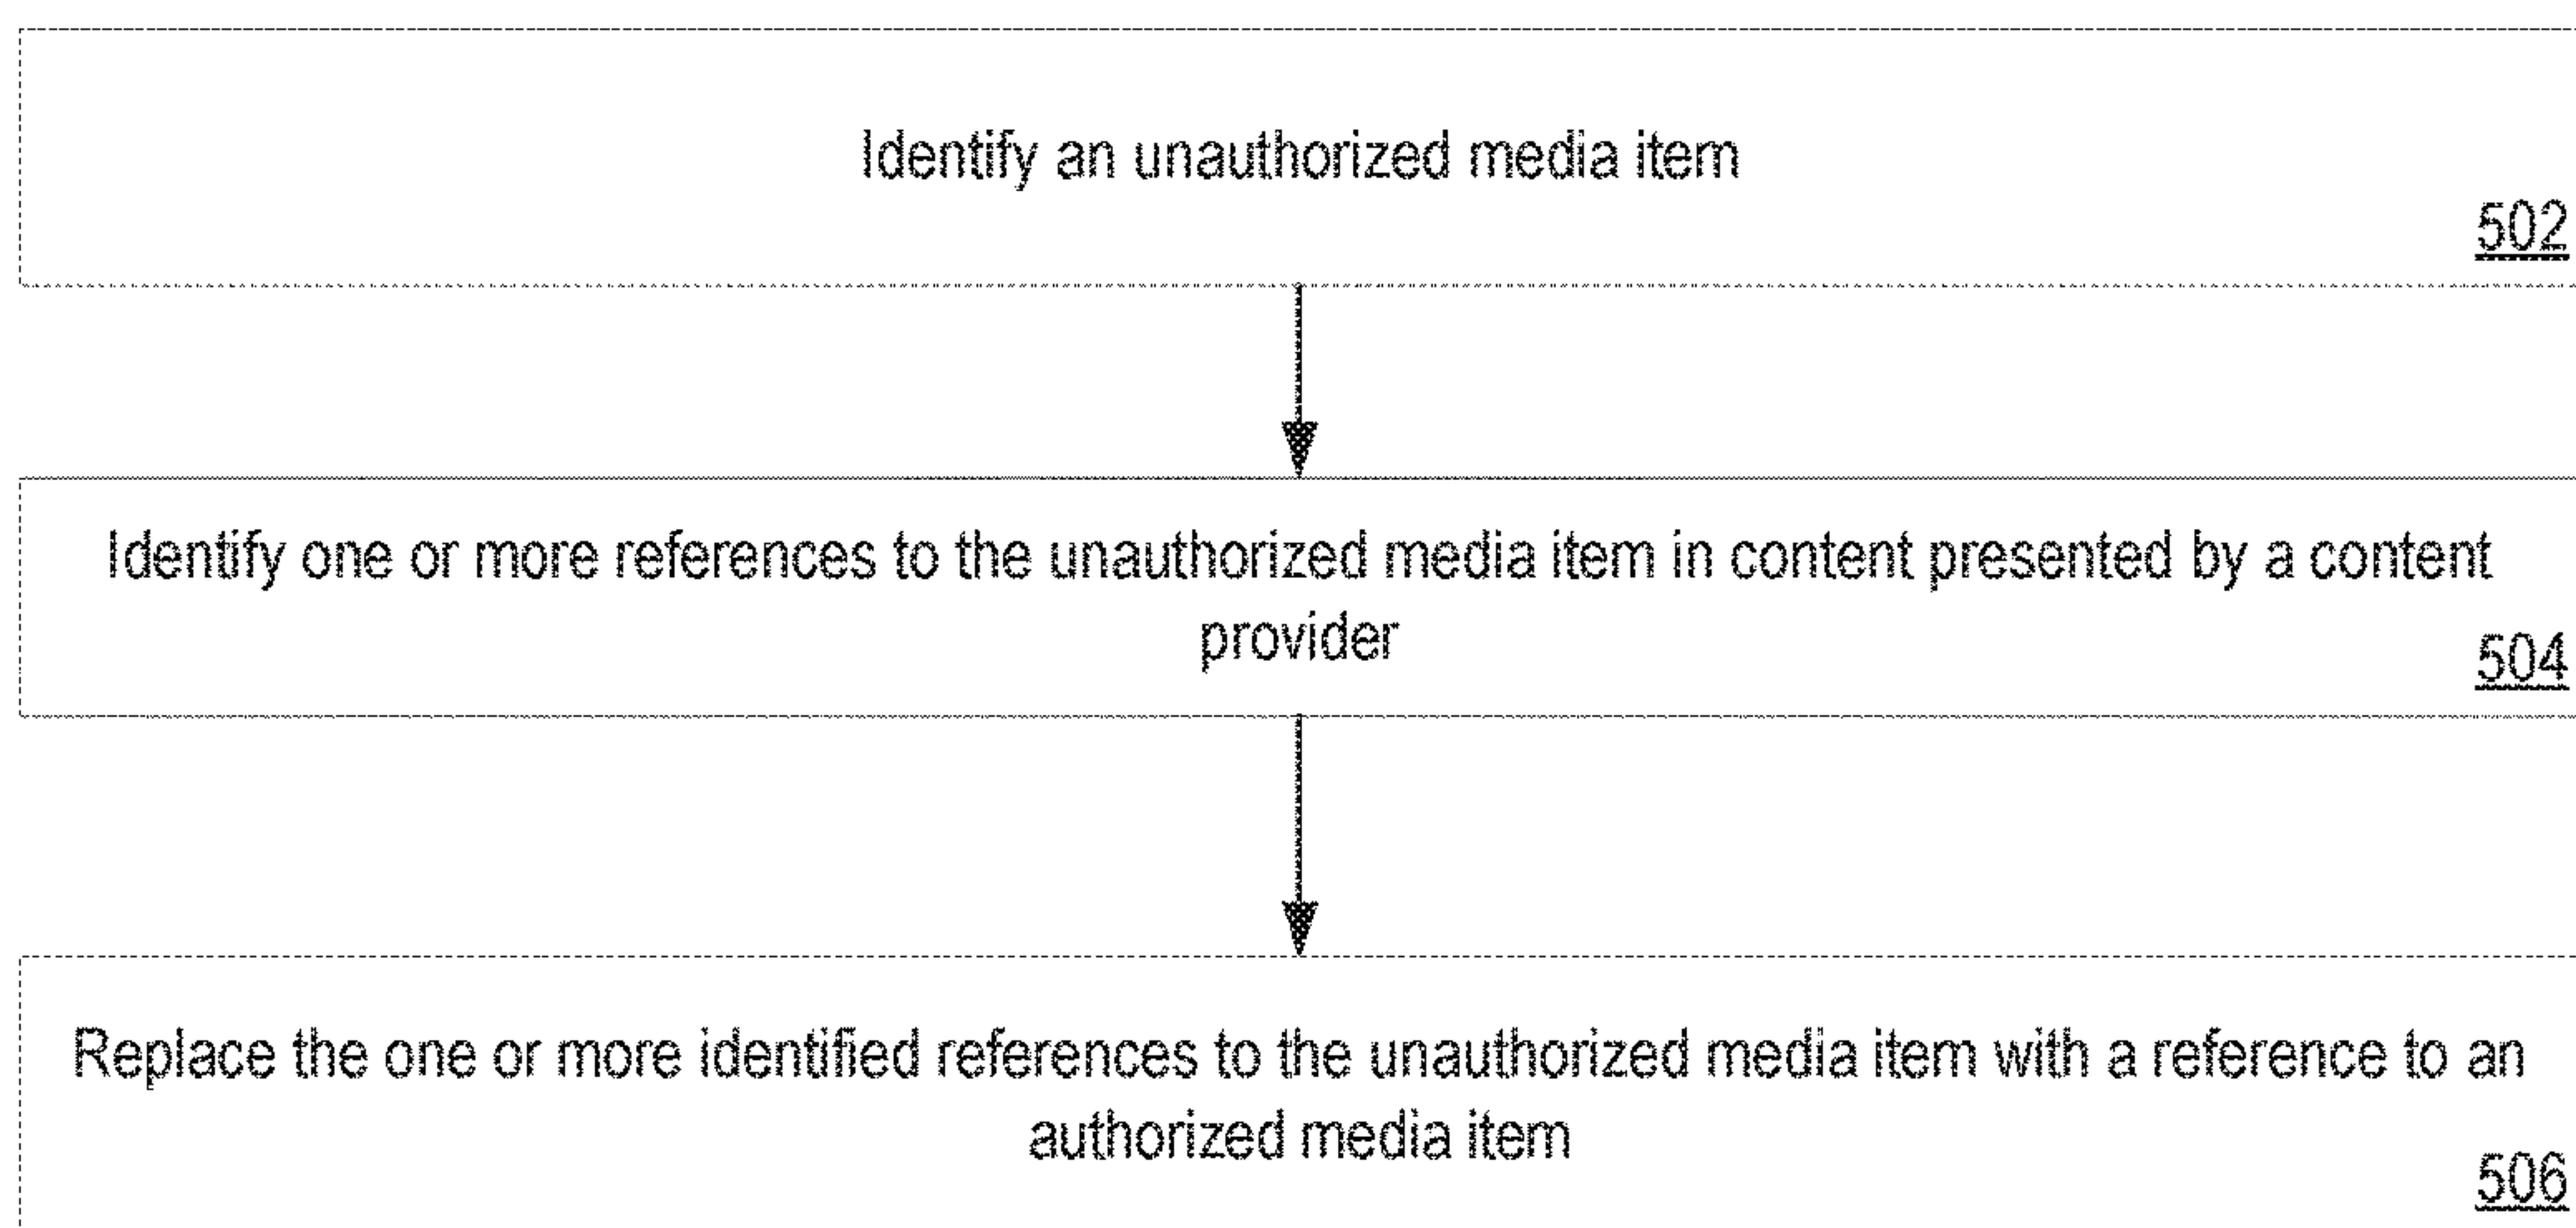 Identify an unauthorized media item
502
Identify one or more references to the unauthorized media item in content presented by a content
provider
504
Replace the one or more identified references to the unauthorized media item with a reference to an
authorized media item
506